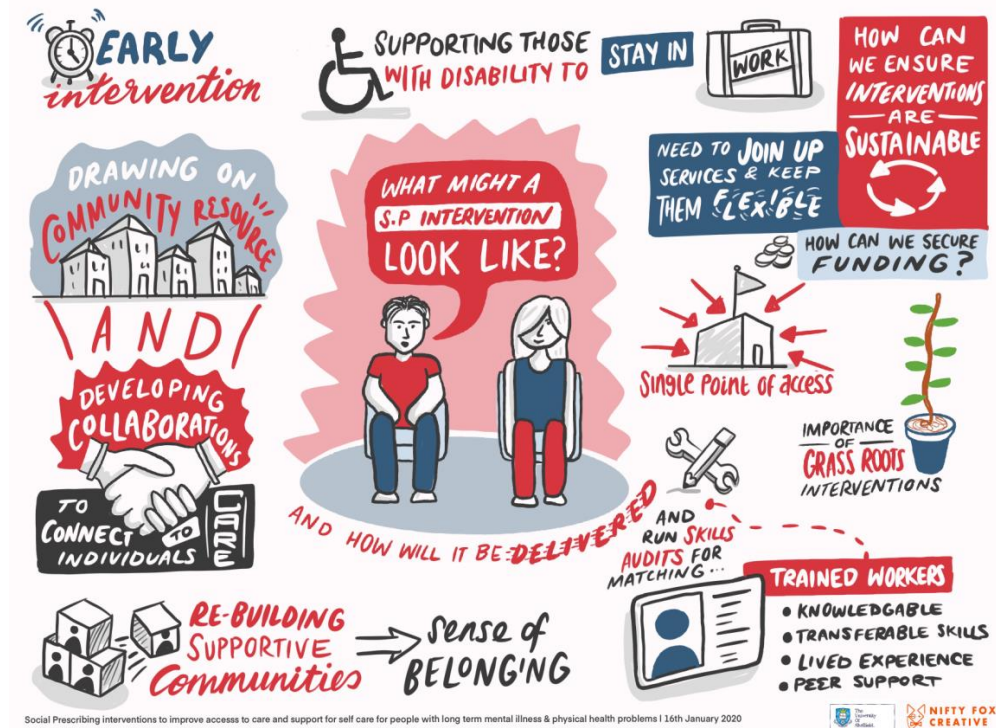 EARLY
intervention
SUPPORTING THOSE
WITH DISABILITY TO
STAY IN
WORK
HOW CAN
WE ENSURE
INTERVENTIONS
ARE
SUSTAINABLE
NEED TO JOIN UP
SERVICES & KEEP
THEM FLEXIBLE
HOW CAN WE SECURE
FUNDING?
DRAWING ON
COMMUNITY RESOURCE
AND
DEVELOPING
COLLABORATIONS
TO
CONNECT
INDIVIDUALS
TO
CARE
WHAT MIGHT A
S.P INTERVENTION
LOOK LIKE?
AND HOW WILL IT BE DELIVERED
Single Point of access
IMPORTANCE
OF
GRASS ROOTS
INTERVENTIONS
AND
RUN SKILLS
AUDITS FOR
MATCHING...
TRAINED WORKERS
• KNOWLEDGABLE
• TRANSFERABLE SKILLS
• LIVED EXPERIENCE
• PEER SUPPORT
RE-BUILDING
SUPPORTIVE
Communities
Sense of
BELONGING
Social Prescribing interventions to improve accesss to care and support for self care for people with long term mental illness & physical health problems I 16th January 2020
The
University
Of
Sheffield.
NIFTY FOX
CREATIVE